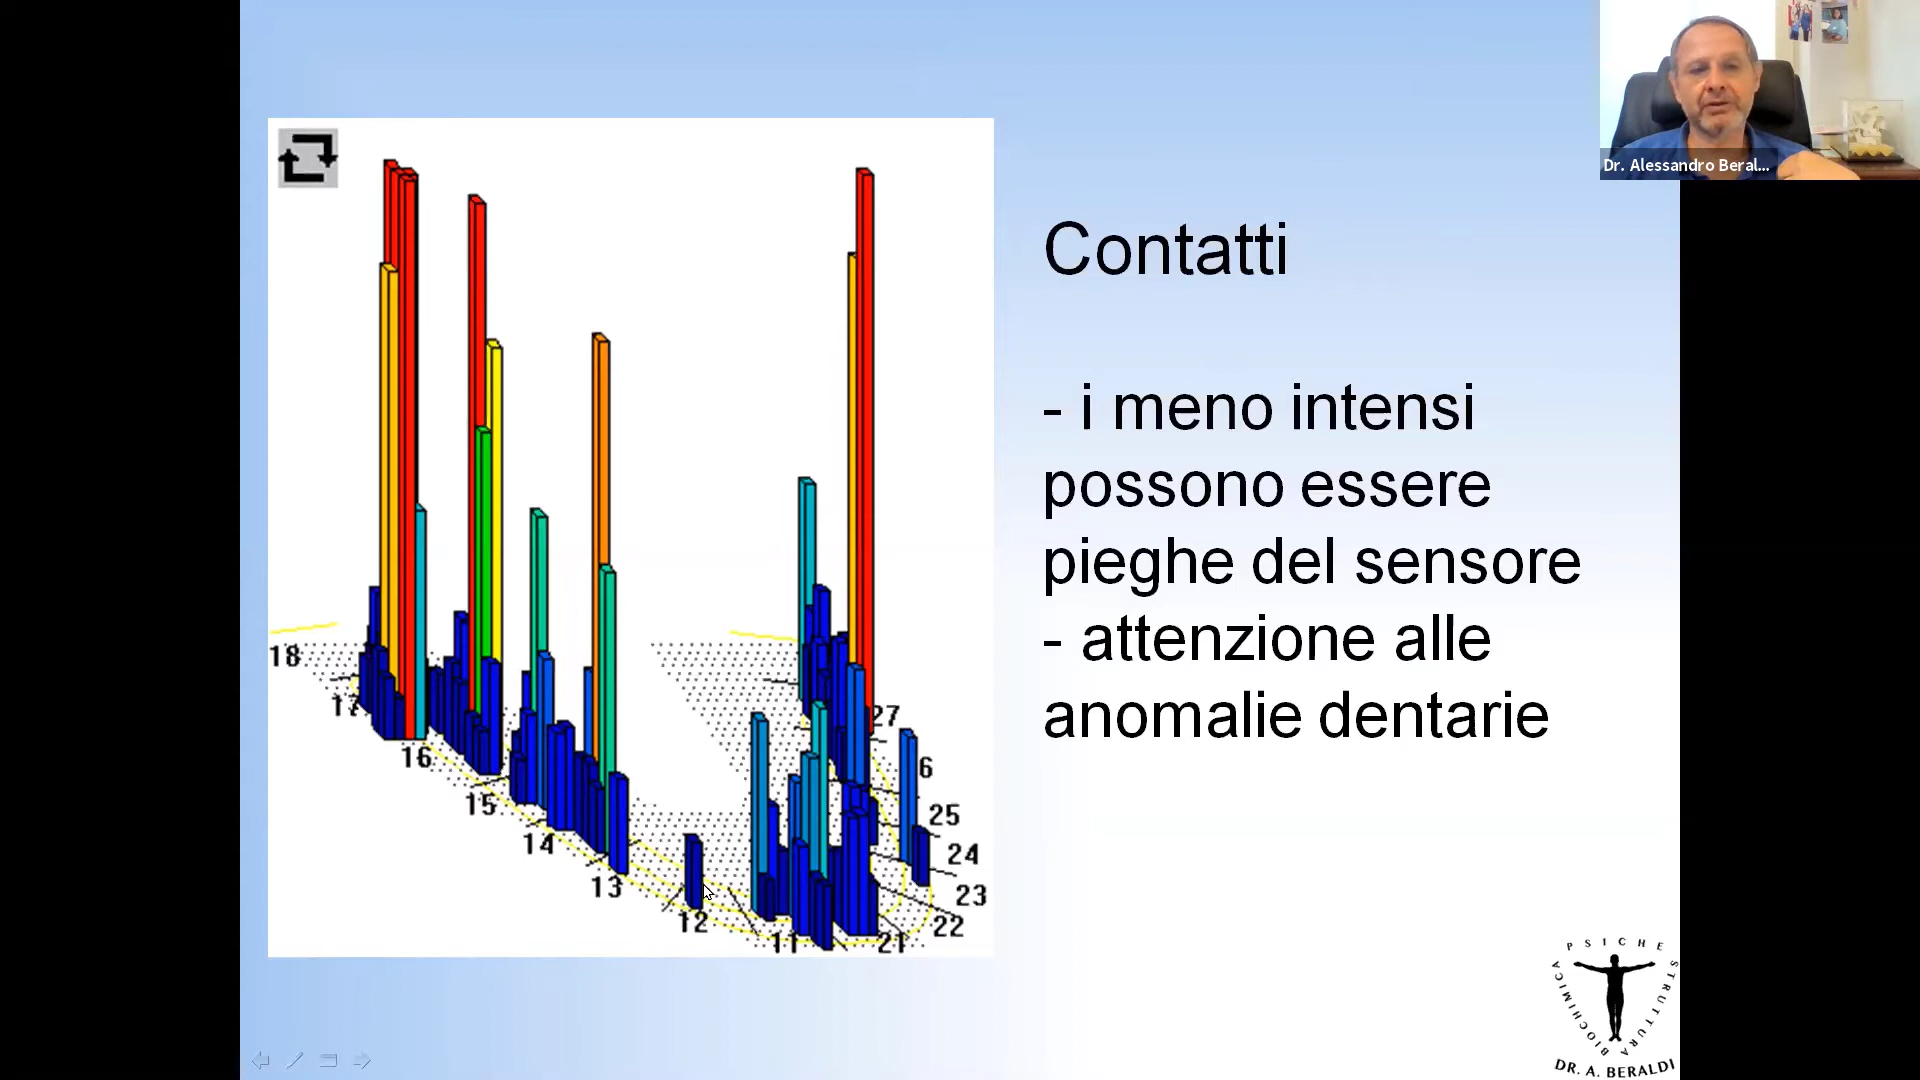 Dr. Alessandro Beral...
Contatti
- i meno intensi
possono essere
pieghe del sensore
- attenzione alle
anomalie dentarie
18
17
16
15
14
13
12
11
21
22
23
24
25
6
27
PSICHE
STRUTTURA
BIOCHIMICA
DR. A. BERALDI